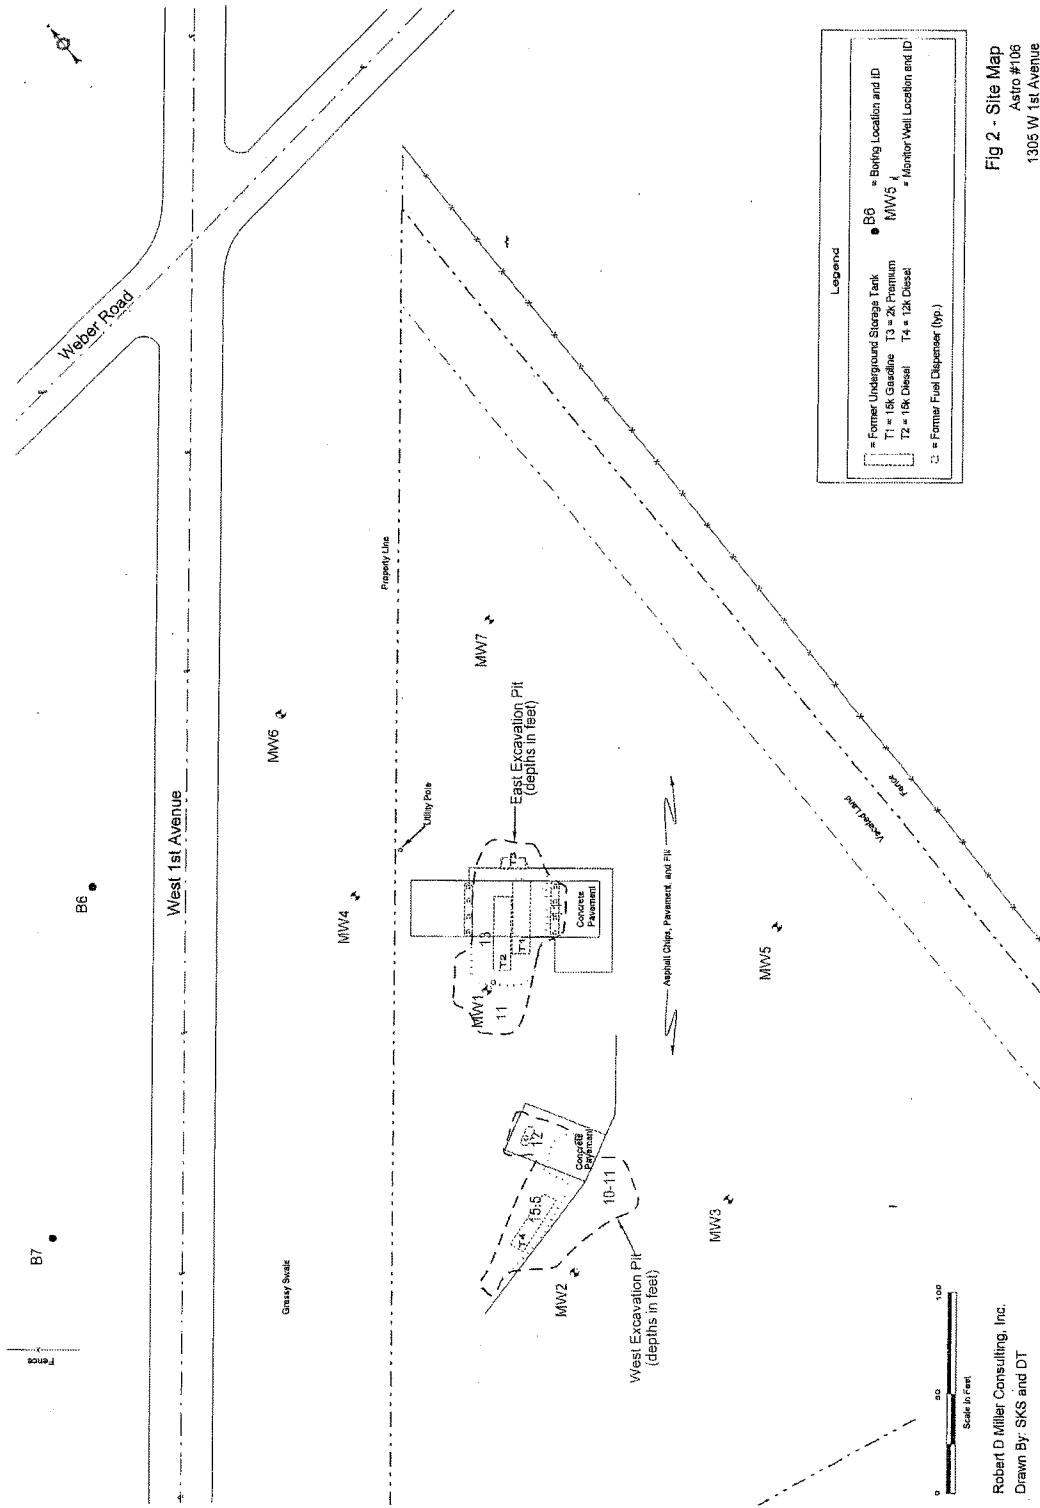 Weber Road
West 1st Avenue
B7
B6
Fence
Grassy Swale
MW6
MW4
Property Line
Utility Pole
MW7
East Excavation Pit
(depths in feet)
T3
13
T2
T1
MW1
11
Concrete
Pavement
12
Concrete
Pavement
15.5
T4
10-11
MW2
West Excavation Pit
(depths in feet)
MW3
MW5
Asphalt Chips, Pavement, and Fill
Vacated Land
Fence
Legend
= Former Underground Storage Tank
T1 = 15k Gasoline T3 = 2k Premium
T2 = 15k Diesel T4 = 12k Diesel
= Former Fuel Dispenser (typ.)
B6 = Boring Location and ID
MW5
= Monitor Well Location and ID
0 50 100
Scale in Feet
Robert D Miller Consulting, Inc.
Drawn By: SKS and DT
Fig 2 - Site Map
Astro #106
1305 W 1st Avenue